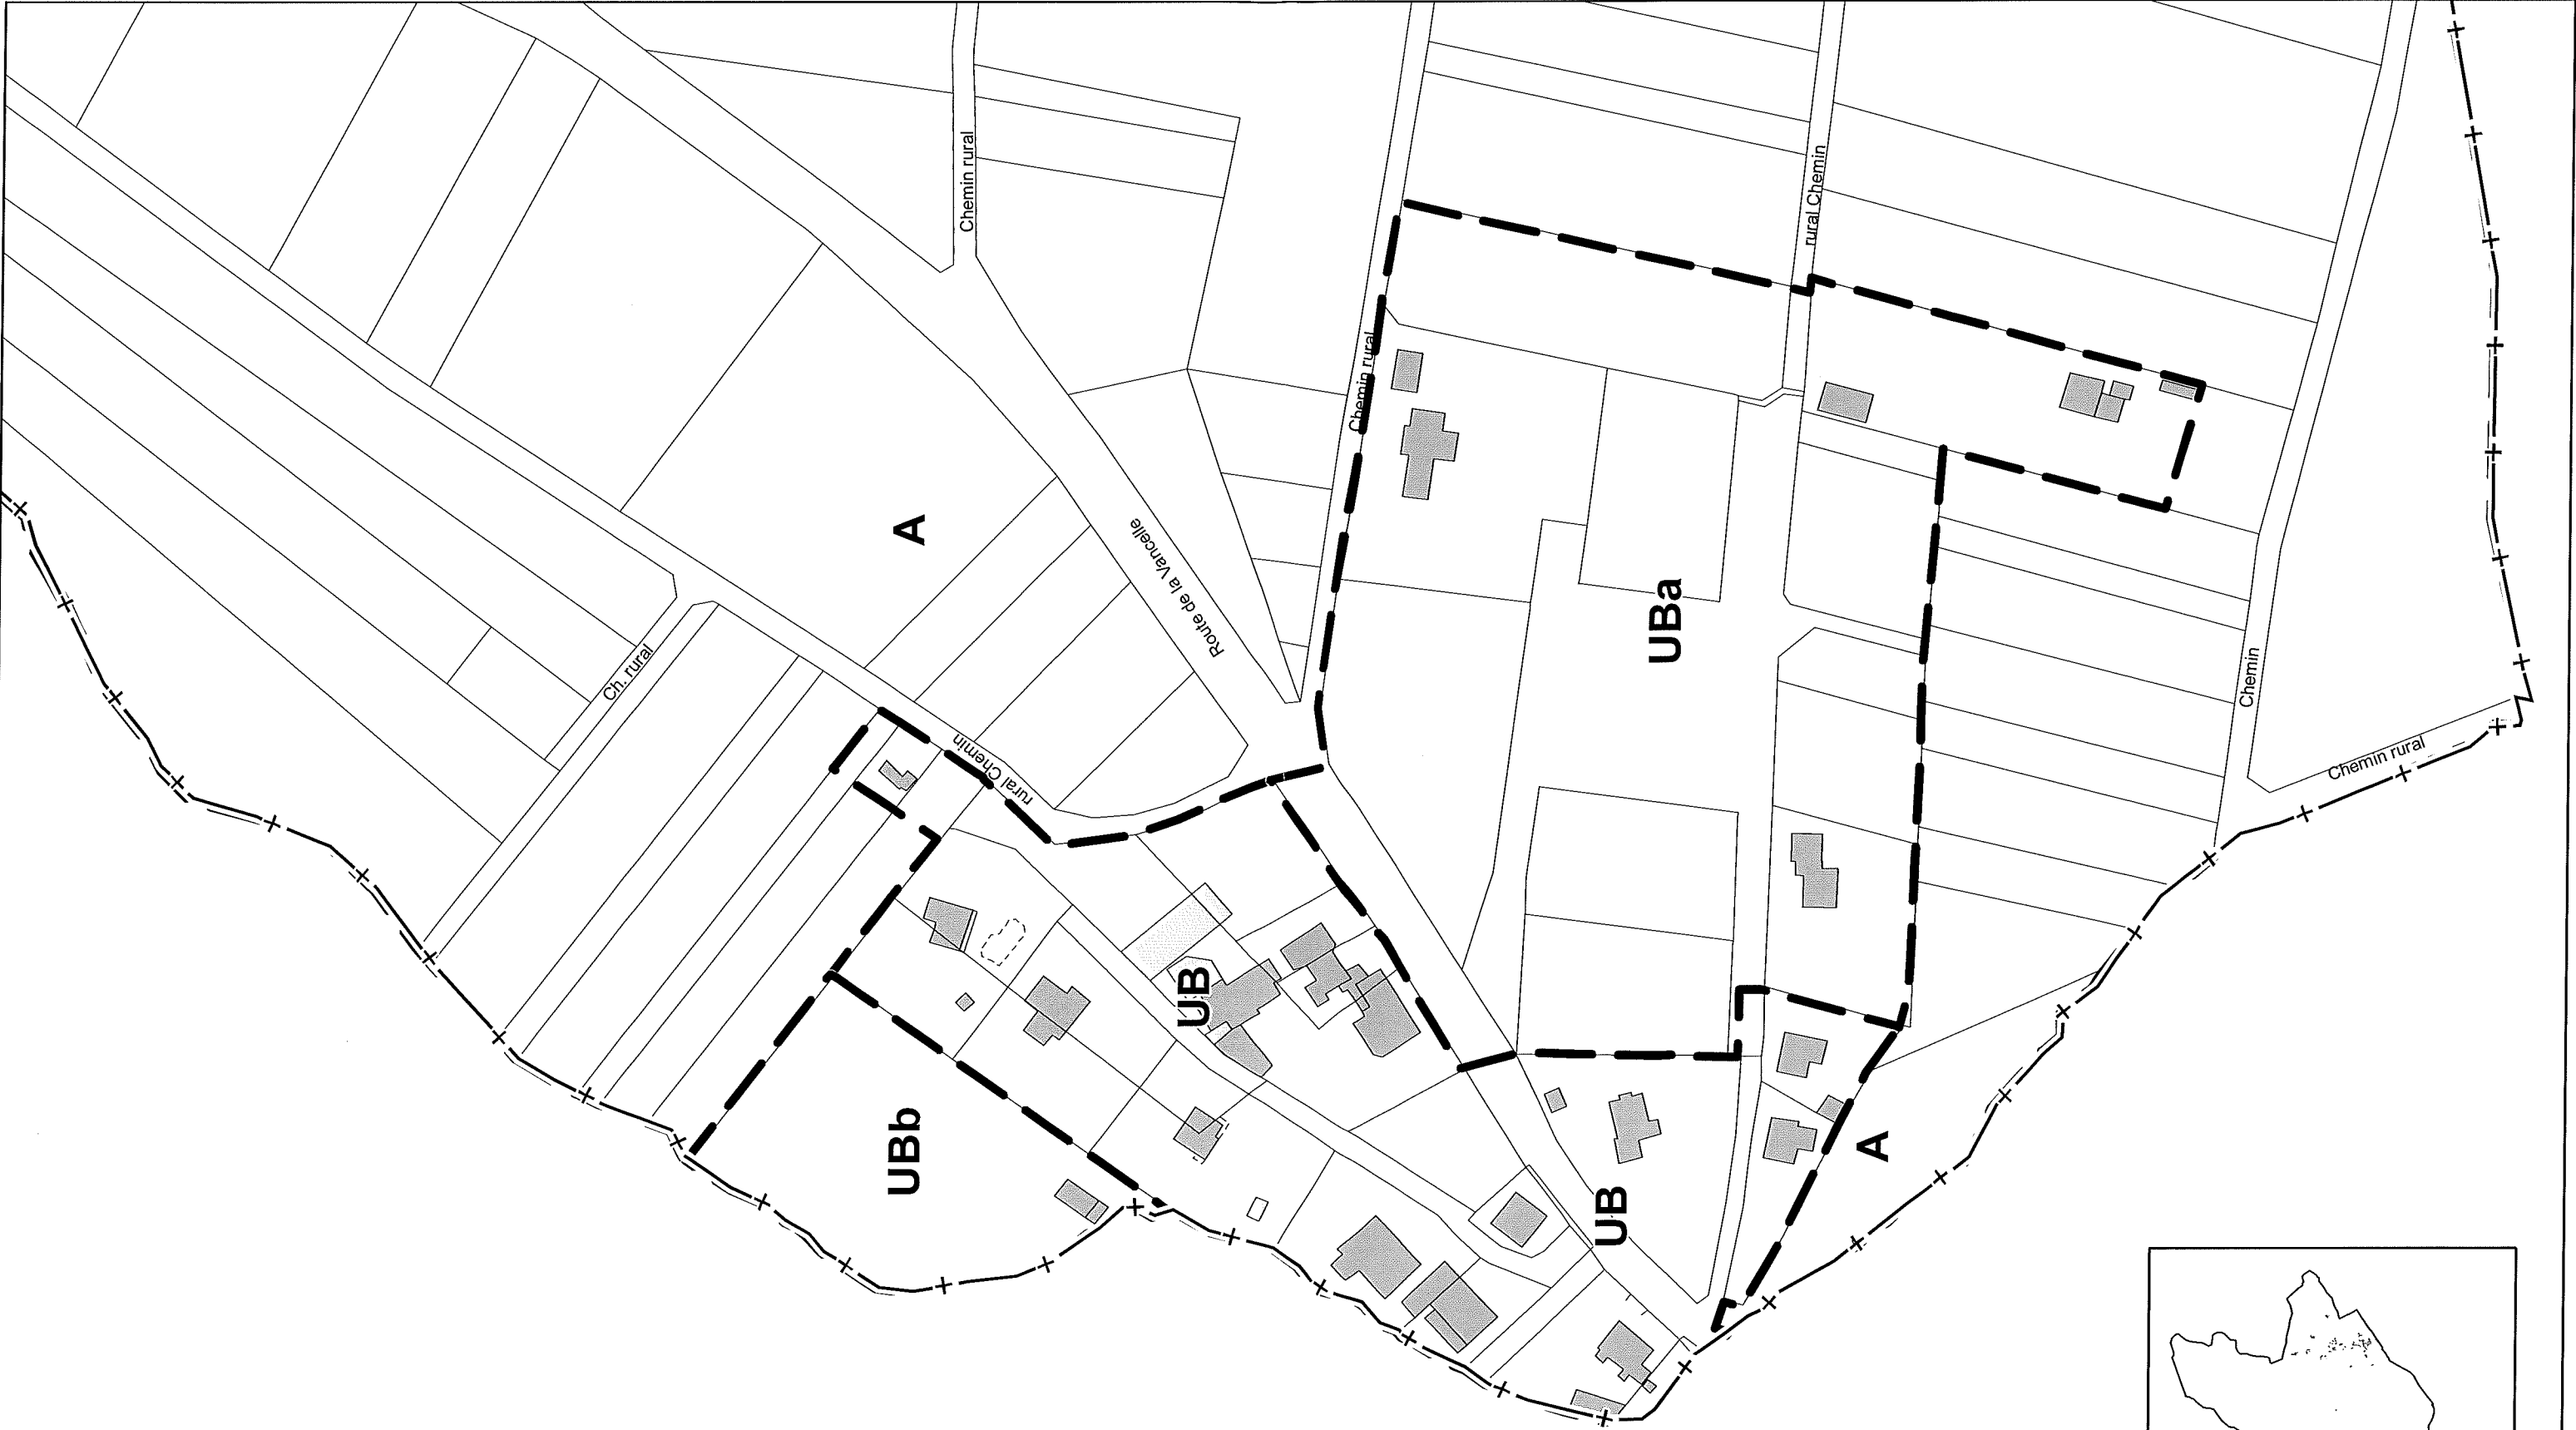 Chemin rural
rural Chemin
Chemin rural
A
Route de la Vancelle
UBa
Ch. rural
Chemin
rural Chemin
Chemin rural
UB
UBb
A
UB